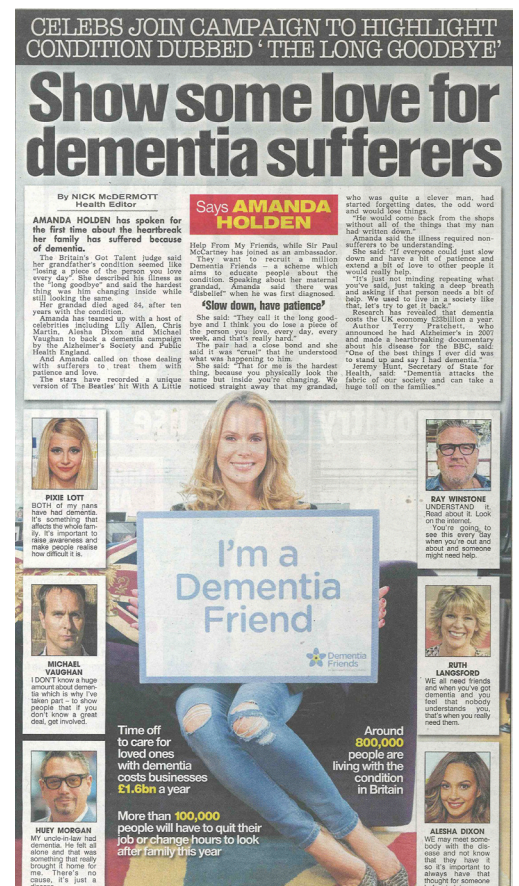 CELEBS JOIN CAMPAIGN TO HIGHLIGHT
CONDITION DUBBED ‘THE LONG GOODBYE’
Show some love for
dementia sufferers
By NICK McDERMOTT
Health Editor
AMANDA HOLDEN has spoken for
the first time about the heartbreak
her family has suffered because
of dementia.
The Britain's Got Talent judge said
her grandfather's condition seemed like
"losing a piece of the person you love
every day". She described his illness as
the "long goodbye" and said the hardest
thing was him changing inside while
still looking the same.
Her grandad died aged 84, after ten
years with the condition.
Amanda has teamed up with a host of
celebrities including Lily Allen, Chris
Martin, Alesha Dixon and Michael
Vaughan to back a dementia campaign
by the Alzheimer's Society and Public
Health England.
And Amanda called on those dealing
with sufferers to treat them with
patience and love.
The stars have recorded a unique
version of The Beatles' hit With A Little
Says AMANDA
HOLDEN
Help From My Friends, while Sir Paul
McCartney has joined as an ambassador.
They want to recruit a million
Dementia Friends – a scheme which
aims to educate people about the
condition. Speaking about her maternal
grandad, Amanda said there was
"disbelief" when he was first diagnosed.
‘Slow down, have patience’
She said: "They call it the long good-
bye and I think you do lose a piece of
the person you love, every day, every
week, and that's really hard."
The pair had a close bond and she
said it was "cruel" that he understood
what was happening to him.
She said: "That for me is the hardest
thing, because you physically look the
same but inside you're changing. We
noticed straight away that my grandad,
who was quite a clever man, had
started forgetting dates, the odd word
and would lose things.
"He would come back from the shops
without all of the things that my nan
had written down."
Amanda said the illness required non-
sufferers to be understanding.
She said: "If everyone could just slow
down and have a bit of patience and
extend a bit of love to other people it
would really help.
"It's just not minding repeating what
you've said, just taking a deep breath
and asking if that person needs a bit of
help. We used to live in a society like
that, let's try to get it back."
Research has revealed that dementia
costs the UK economy £23billion a year.
Author Terry Pratchett, who
announced he had Alzheimer's in 2007
and made a heartbreaking documentary
about his disease for the BBC, said:
"One of the best things I ever did was
to stand up and say I had dementia."
Jeremy Hunt, Secretary of State for
Health, said: "Dementia attacks the
fabric of our society and can take a
huge toll on the families."
PIXIE LOTT
BOTH of my nans
have had dementia.
It's something that
affects the whole fam-
ily. It's important to
raise awareness and
make people realise
how difficult it is.
MICHAEL
VAUGHAN
I DON'T know a huge
amount about demen-
tia which is why I've
taken part – to show
people that if you
don't know a great
deal, get involved.
HUEY MORGAN
MY uncle-in-law had
dementia. He felt all
alone and that was
something that really
brought it home for
me. There's no
cause, it's just a
I'm a
Dementia
Friend
Dementia
Friends
Time off
to care for
loved ones
with dementia
costs businesses
£1.6bn a year
More than 100,000
people will have to quit their
job or change hours to look
after family this year
Around
800,000
people are
living with the
condition
in Britain
RAY WINSTONE
UNDERSTAND it.
Read about it. Look
on the internet.
You're going to
see this every day
when you're out and
about and someone
might need help.
RUTH
LANGSFORD
WE all need friends
and when you've got
dementia and you
feel that nobody
understands you,
that's when you really
need them.
ALESHA DIXON
WE may meet some-
body with the dis-
ease and not know
that they have it
so it's important to
always have that
thought for someone